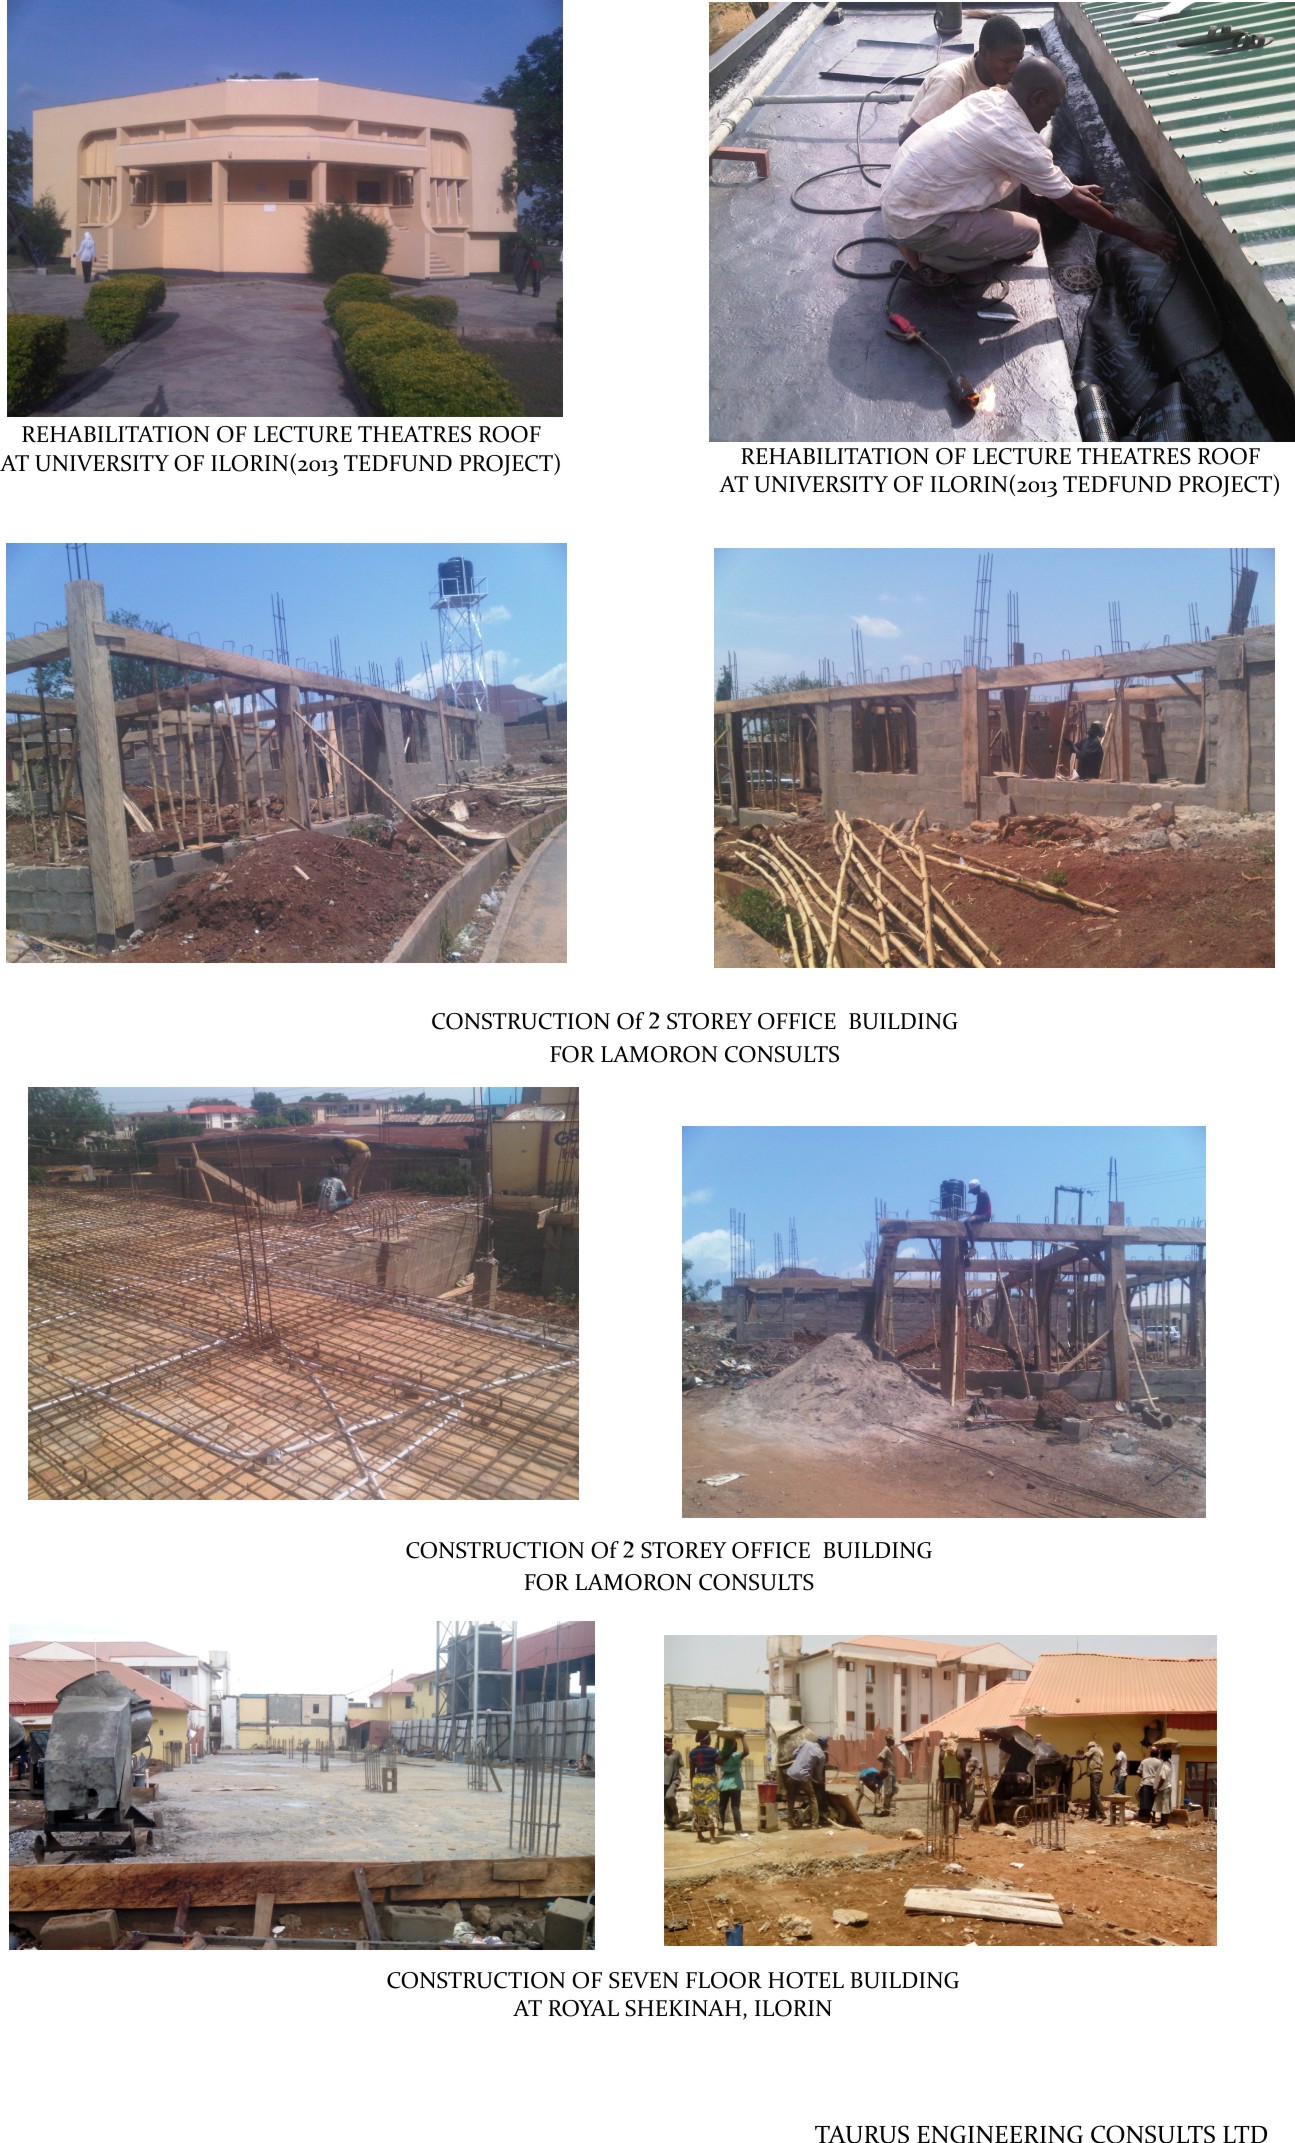 REHABILITATION OF LECTURE THEATRES ROOF
AT UNIVERSITY OF ILORIN(2013 TEDFUND PROJECT)
REHABILITATION OF LECTURE THEATRES ROOF
AT UNIVERSITY OF ILORIN(2013 TEDFUND PROJECT)
CONSTRUCTION Of 2 STOREY OFFICE BUILDING
FOR LAMORON CONSULTS
CONSTRUCTION Of 2 STOREY OFFICE BUILDING
FOR LAMORON CONSULTS
CONSTRUCTION OF SEVEN FLOOR HOTEL BUILDING
AT ROYAL SHEKINAH, ILORIN
TAURUS ENGINEERING CONSULTS LTD